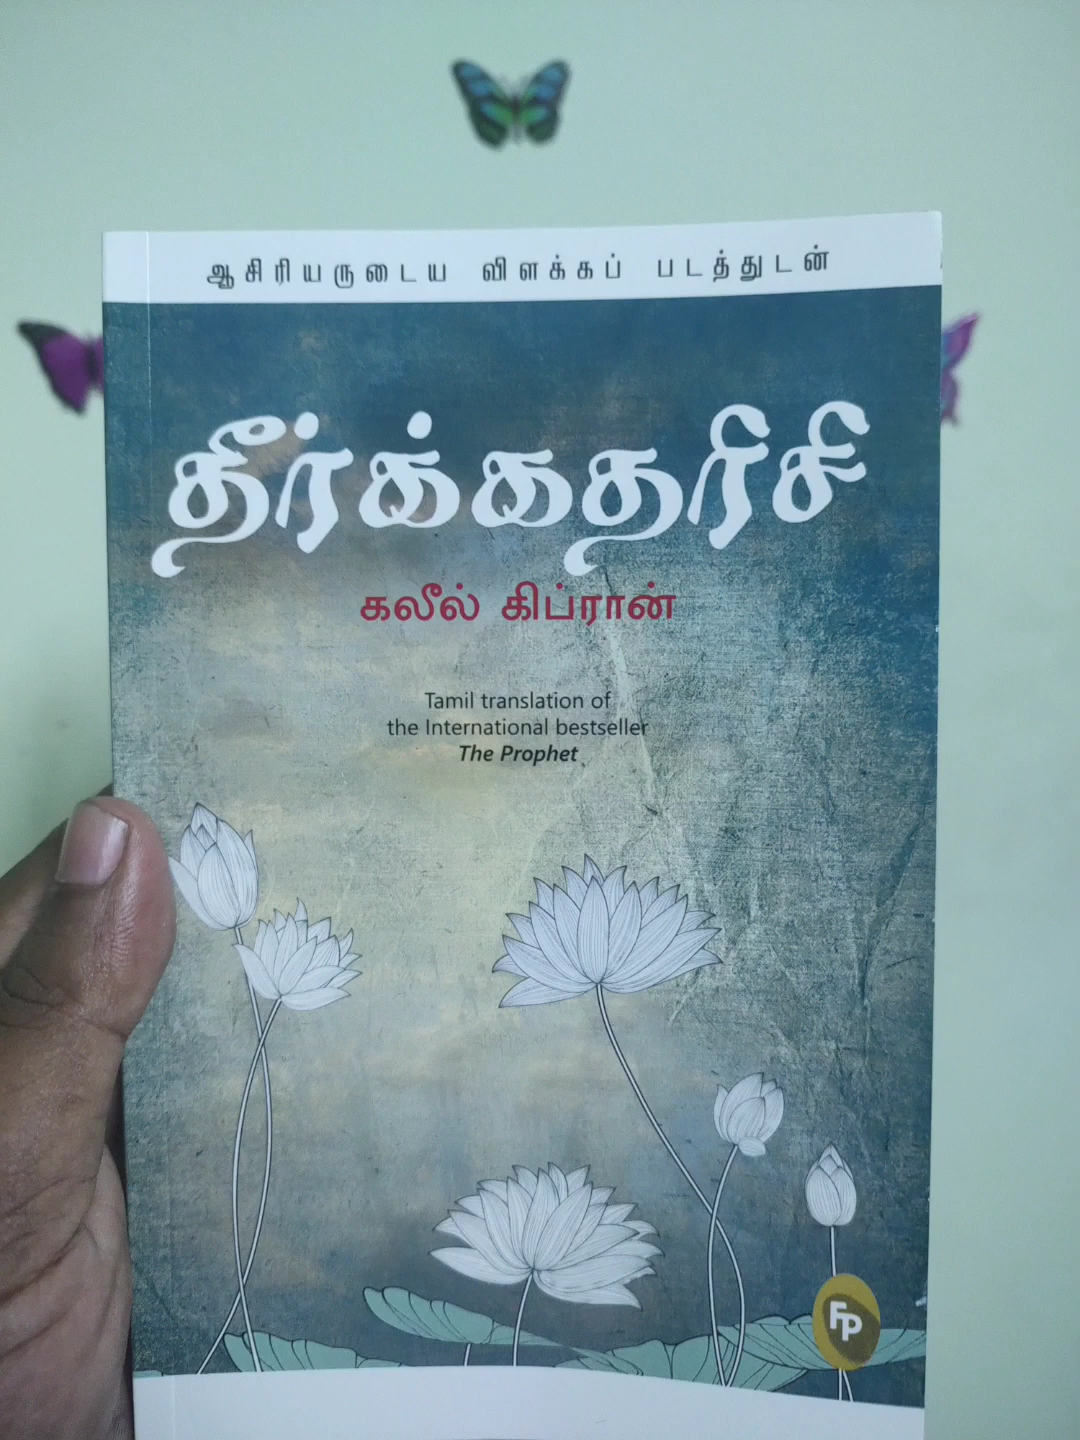 ஆசிரியருடைய விளக்கப் படத்துடன்
தீர்க்கதரிசி
கலீல் கிப்ரான்
Tamil translation of
the International bestseller
The Prophet
FP